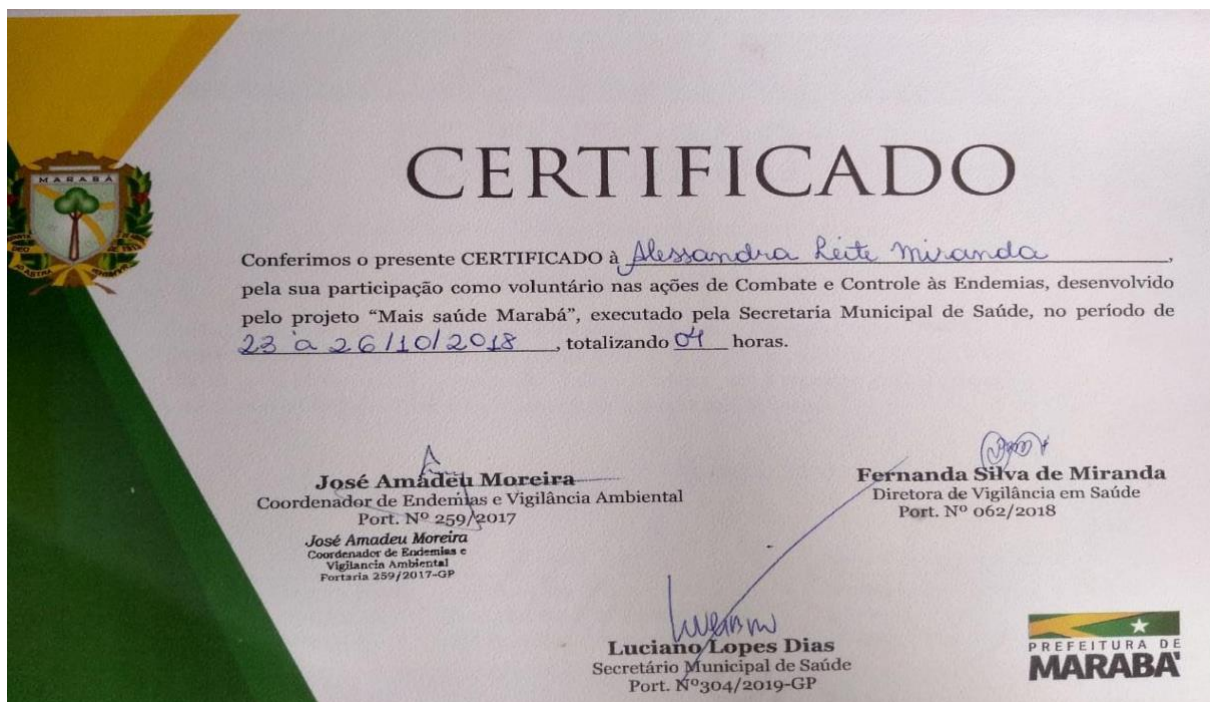 MARABÁ
CERTIFICADO
Conferimos o presente CERTIFICADO à Alessandra Leite Miranda,
pela sua participação como voluntário nas ações de Combate e Controle às Endemias, desenvolvido
pelo projeto “Mais saúde Marabá”, executado pela Secretaria Municipal de Saúde, no período de
23 a 26/10/2018, totalizando 04 horas.
José Amadeu Moreira
Coordenador de Endemias e Vigilância Ambiental
Port. Nº 259/2017
José Amadeu Moreira
Coordenador de Endemias e
Vigilancia Ambiental
Portaria 259/2017-GP
Fernanda Silva de Miranda
Diretora de Vigilância em Saúde
Port. Nº 062/2018
Luciano Lopes Dias
Secretário Municipal de Saúde
Port. Nº304/2019-GP
PREFEITURA DE
MARABÁ